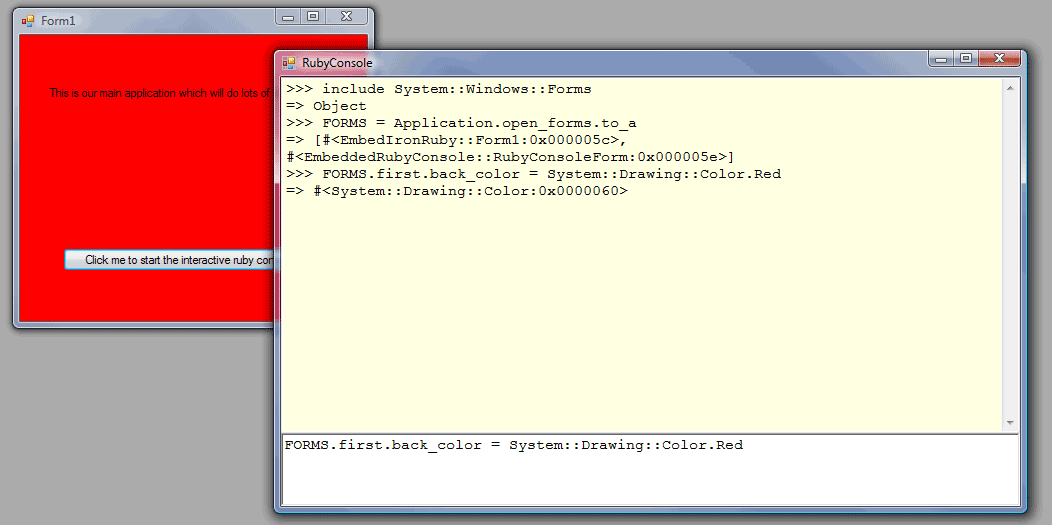 Form1
This is our main application which will do lots of
Click me to start the interactive ruby
RubyConsole
>>> include System::Windows::Forms
=> Object
>>> FORMS = Application.open_forms.to_a
=> [#<EmbedIronRuby::Form1:0x000005c>,
#<EmbeddedRubyConsole::RubyConsoleForm:0x000005e>]
>>> FORMS.first.back_color = System::Drawing::Color.Red
=> #<System::Drawing::Color:0x0000060>
FORMS.first.back_color = System::Drawing::Color.Red